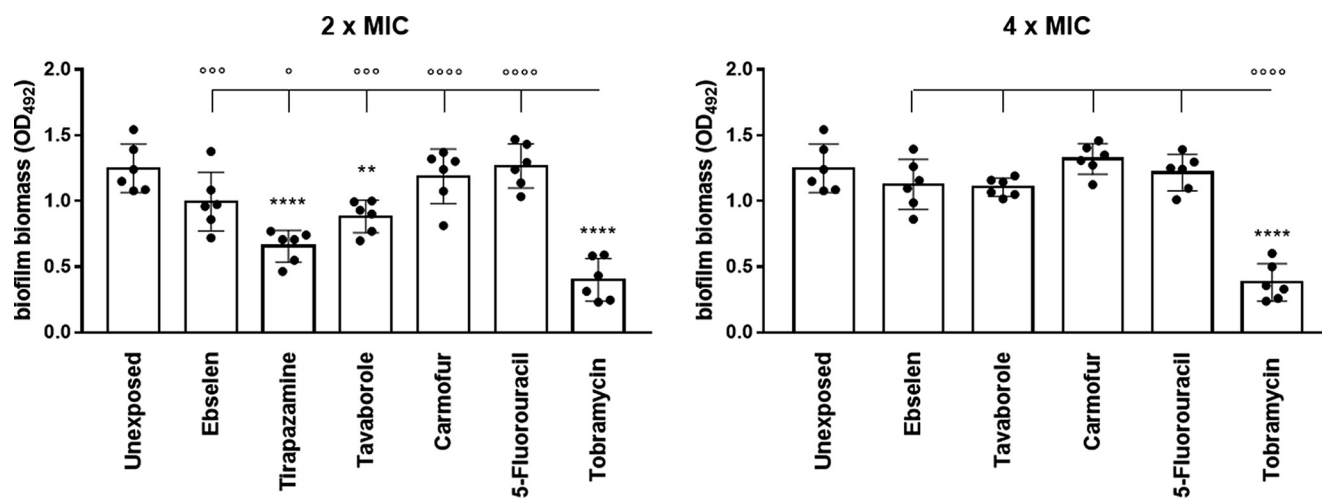 2 x MIC
biofilm biomass (OD492)
2.0
1.5
1.0
0.5
0.0
°°°
°
°°°
°°°°
°°°°
****
**
****
Unexposed
Ebselen
Tirapazamine
Tavaborole
Carmofur
5-Fluorouracil
Tobramycin
4 x MIC
biofilm biomass (OD492)
2.0
1.5
1.0
0.5
0.0
°°°°
****
Unexposed
Ebselen
Tavaborole
Carmofur
5-Fluorouracil
Tobramycin